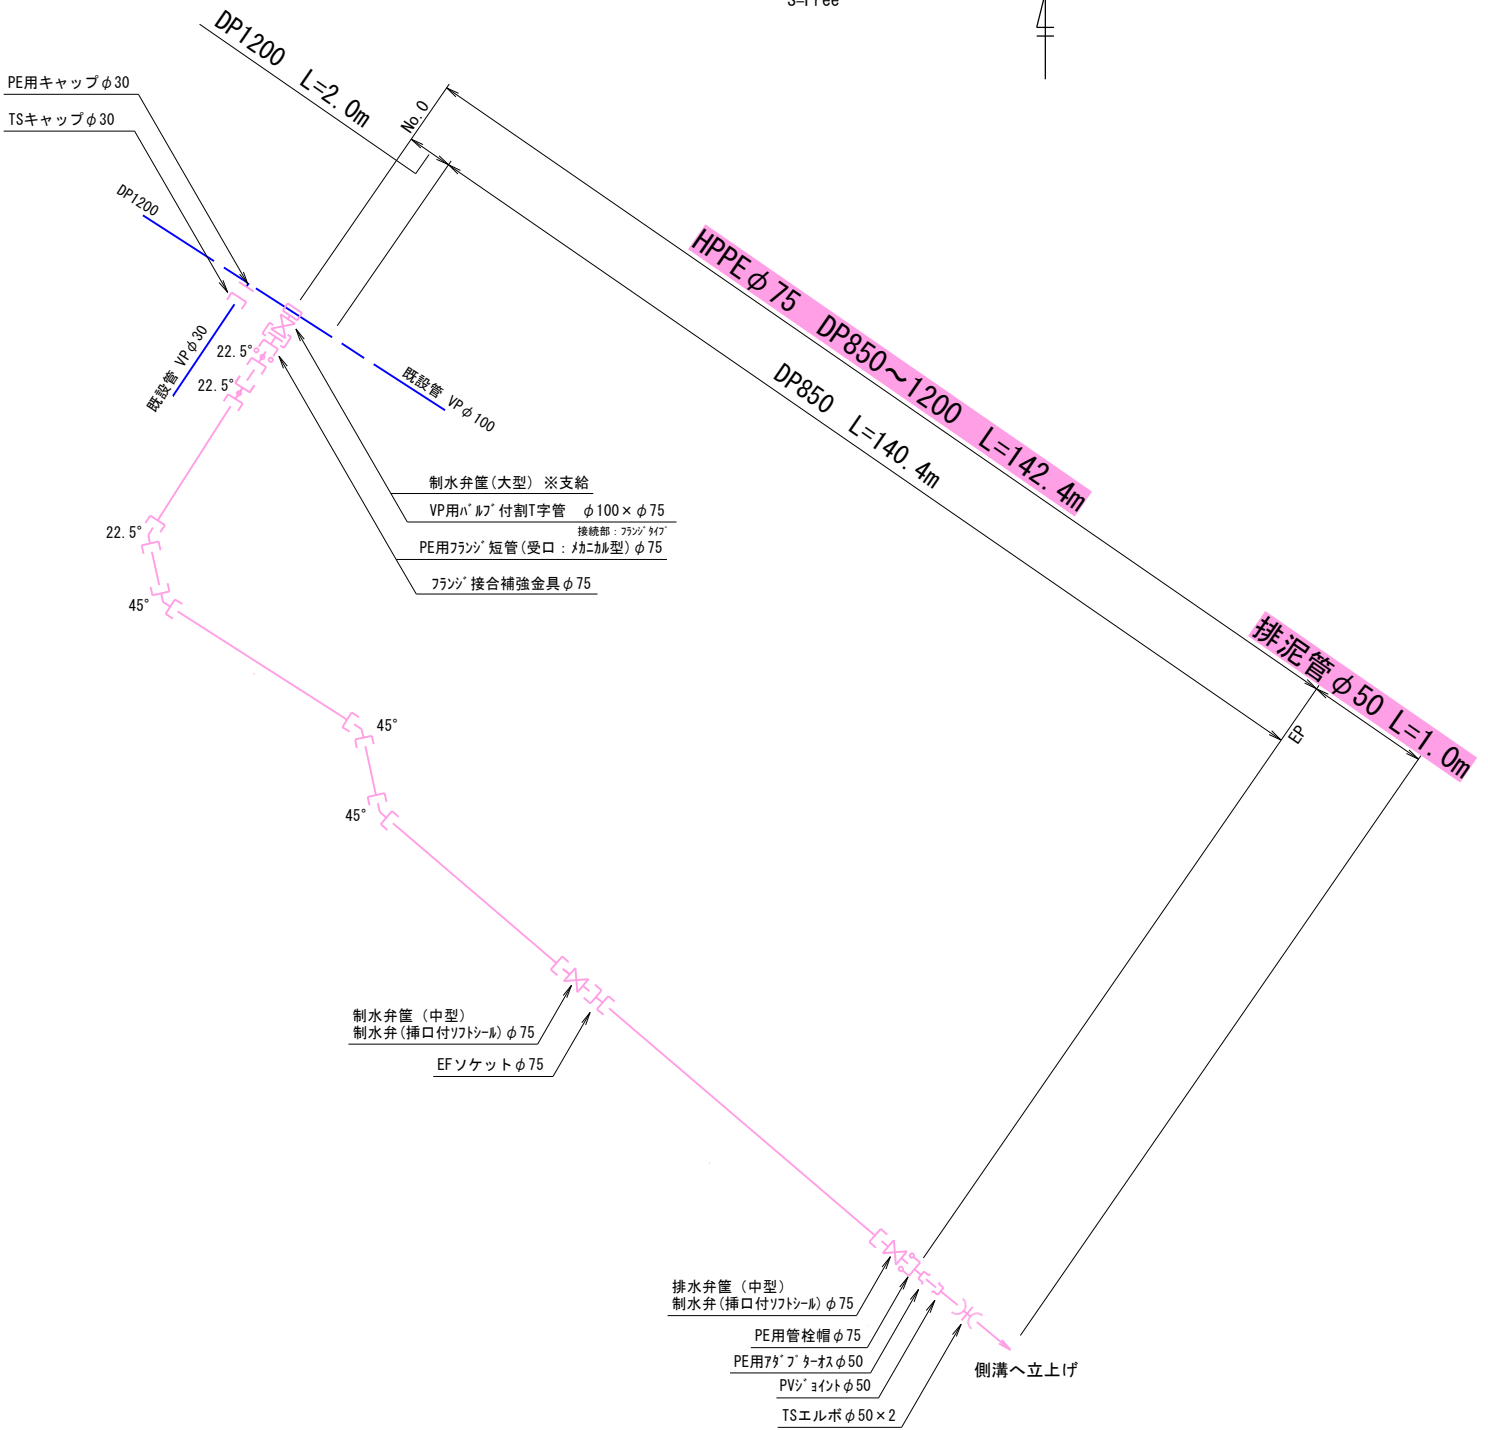 S=Free
DP1200　L=2.0m
PE用キャップφ30
TSキャップφ30
No.0
DP1200
HPPEφ75　DP850～1200　L=142.4m
DP850　L=140.4m
既設管 VPφ30
22.5°
22.5°
既設管 VPφ100
制水弁筐(大型) ※支給
VP用ﾊﾞﾙﾌﾞ付割T字管　φ100×φ75
接続部：ﾌﾗﾝｼﾞﾀｲﾌﾟ
PE用ﾌﾗﾝｼﾞ短管(受口：ﾒｶﾆｶﾙ型)φ75
ﾌﾗﾝｼﾞ接合補強金具φ75
22.5°
45°
排泥管φ50 L=1.0m
EP
45°
45°
制水弁筐（中型）
制水弁(挿口付ｿﾌﾄｼｰﾙ)φ75
EFソケットφ75
排水弁筐（中型）
制水弁(挿口付ｿﾌﾄｼｰﾙ)φ75
PE用管栓帽φ75
PE用ｱﾀﾞﾌﾟﾀｰｵｽφ50
PVｼﾞｮｲﾝﾄφ50
TSエルボφ50×2
側溝へ立上げ